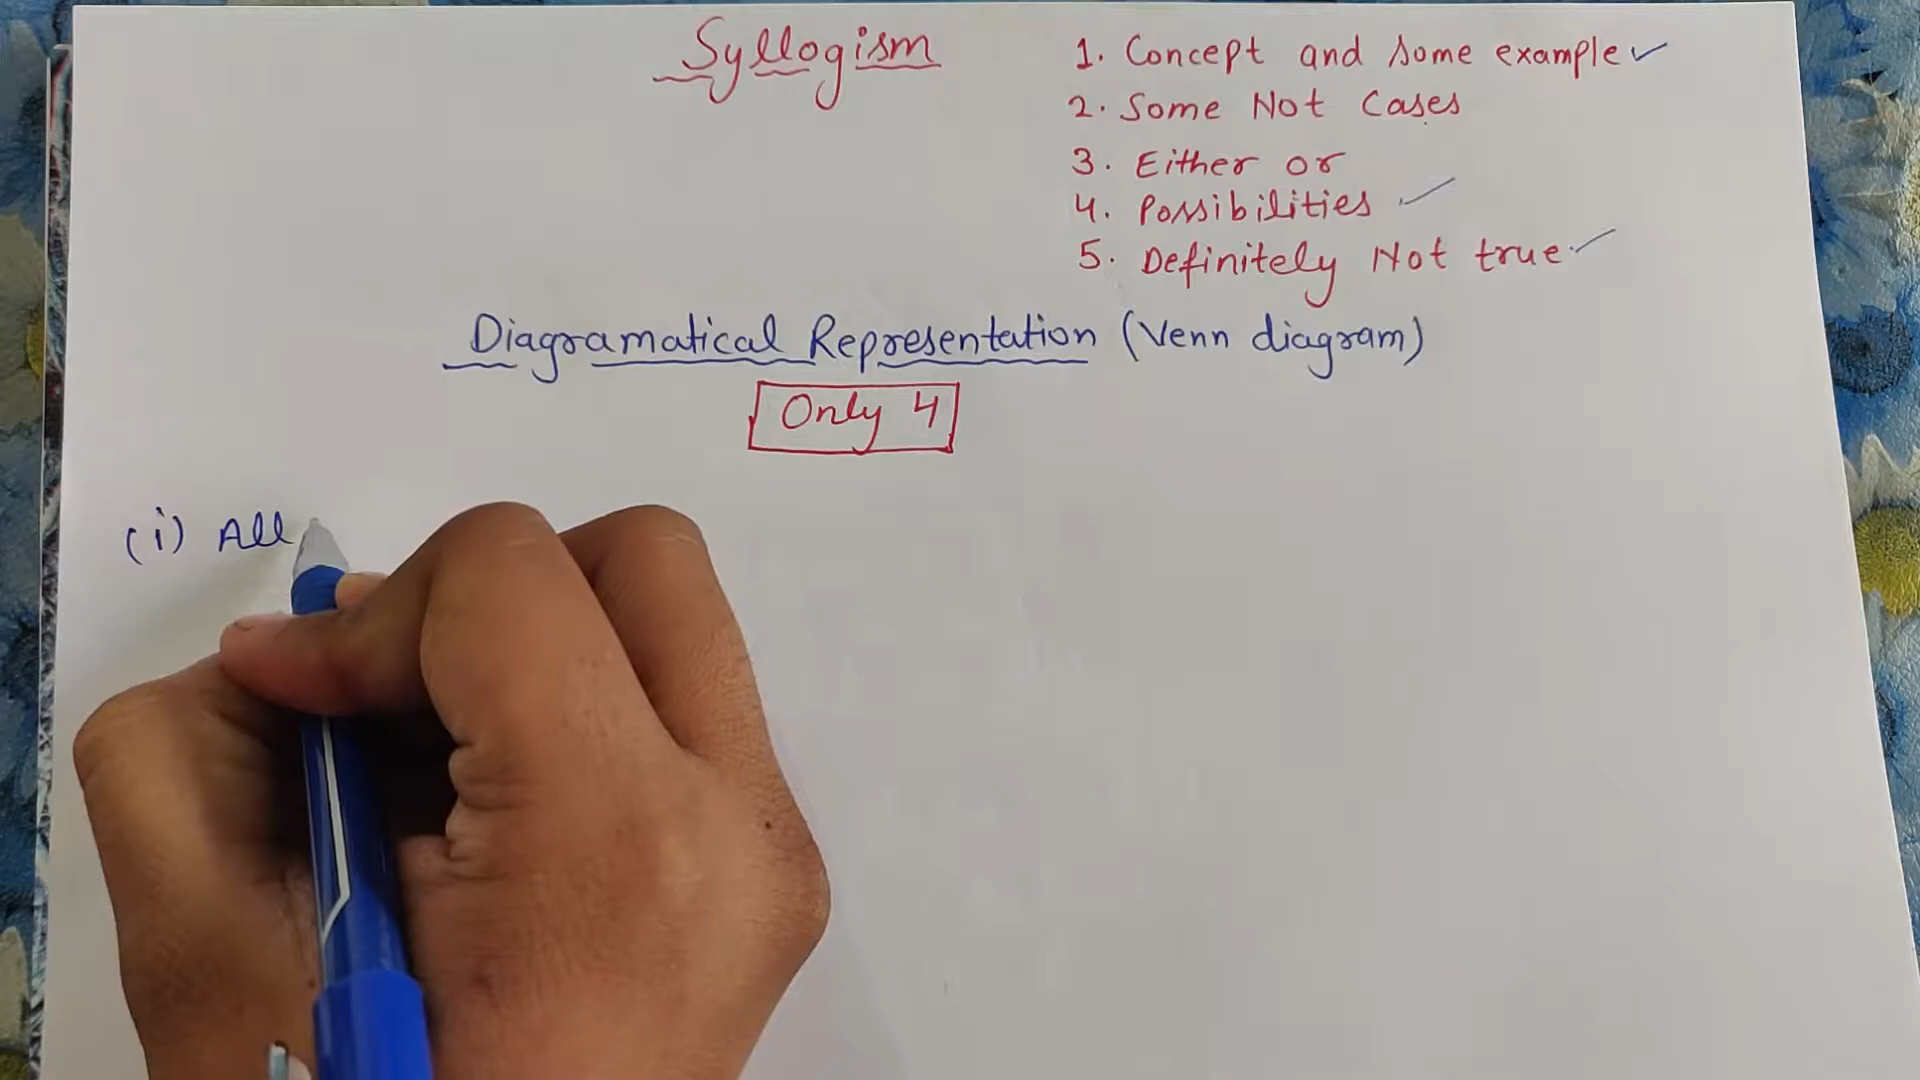 Syllogism
1. Concept and some example ✓
2. Some Not Cases
3. Either or
4. Possibilities ✓
5. Definitely Not true ✓
Diagramatical Representation (Venn diagram)
Only 4
(i) All